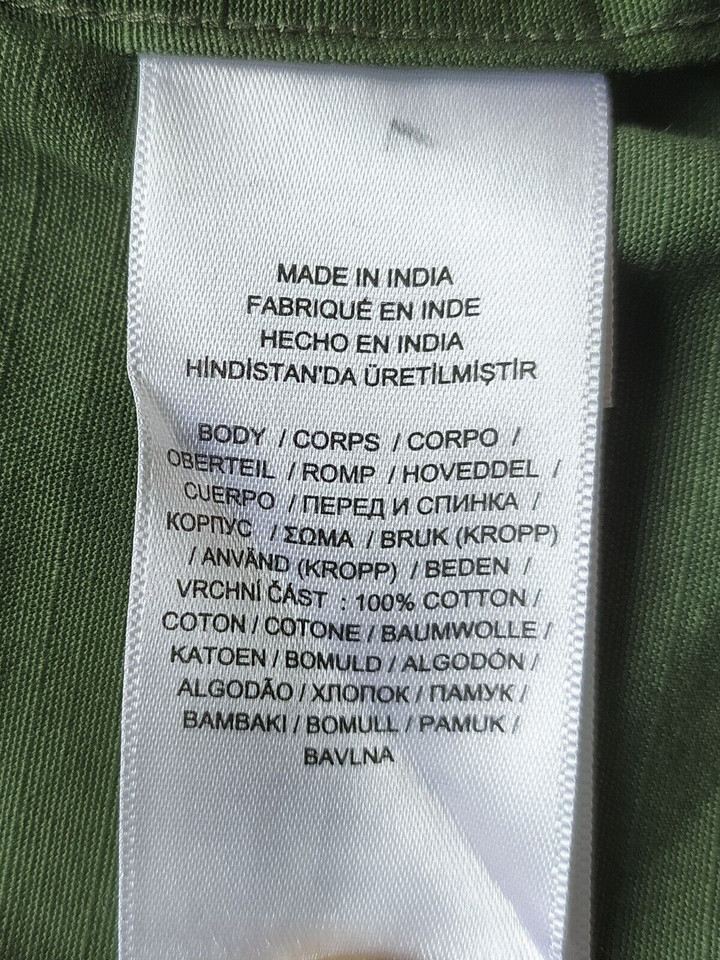 MADE IN INDIA
FABRIQUÉ EN INDE
HECHO EN INDIA
HİNDİSTAN'DA ÜRETİLMİŞTİR
BODY / CORPS / CORPO /
OBERTEIL / ROMP / HOVEDDEL /
CUERPO / ПЕРЕД И СПИНКА /
КОРПУС / ΣΩMA / BRUK (KROPP)
/ ANVÄND (KROPP) / BEDEN /
VRCHNÍ ČÁST : 100% COTTON /
COTON / COTONE / BAUMWOLLE /
KATOEN / BOMULD / ALGODÓN /
ALGODÃO / ХЛОПОК / ПАМУК /
BAMBAKI / BOMULL / PAMUK /
BAVLNA